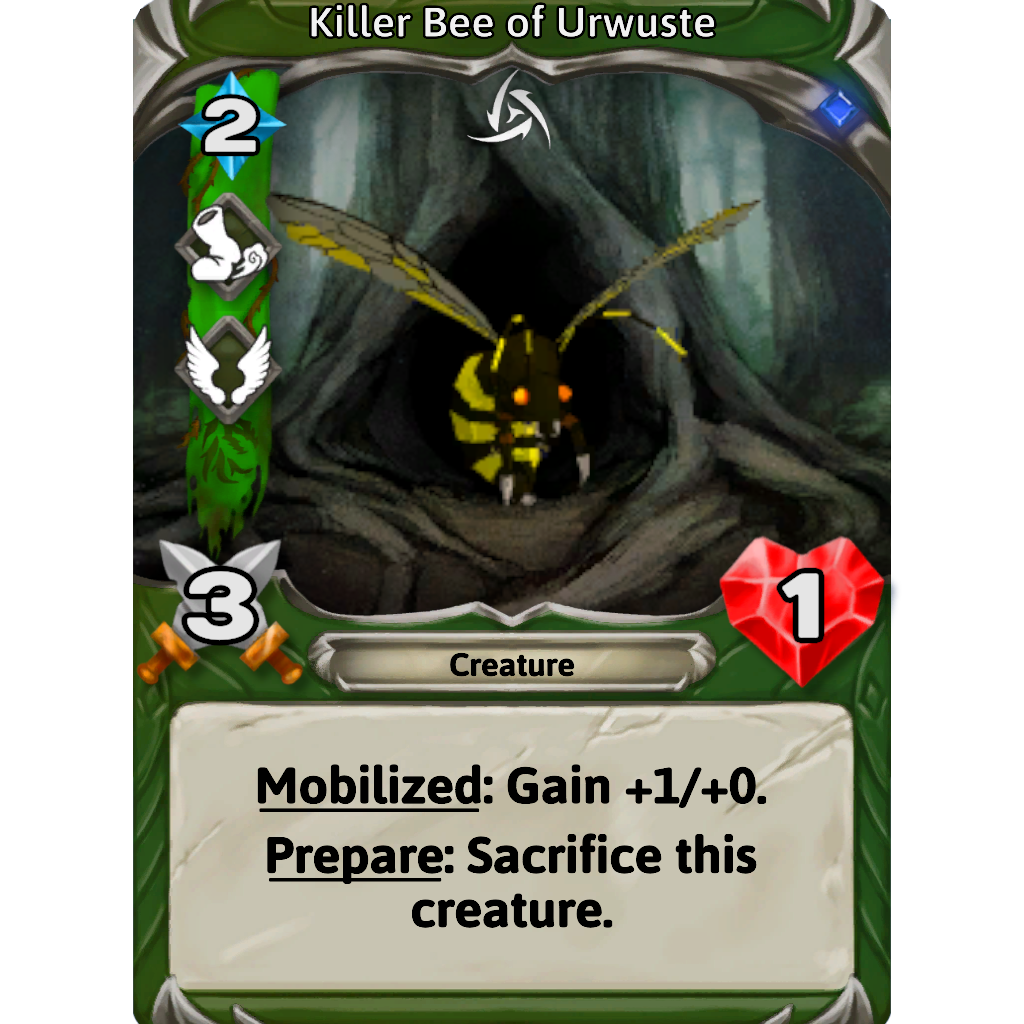 Killer Bee of Urwuste
2
3
1
Creature
Mobilized: Gain +1/+0.
Prepare: Sacrifice this
creature.